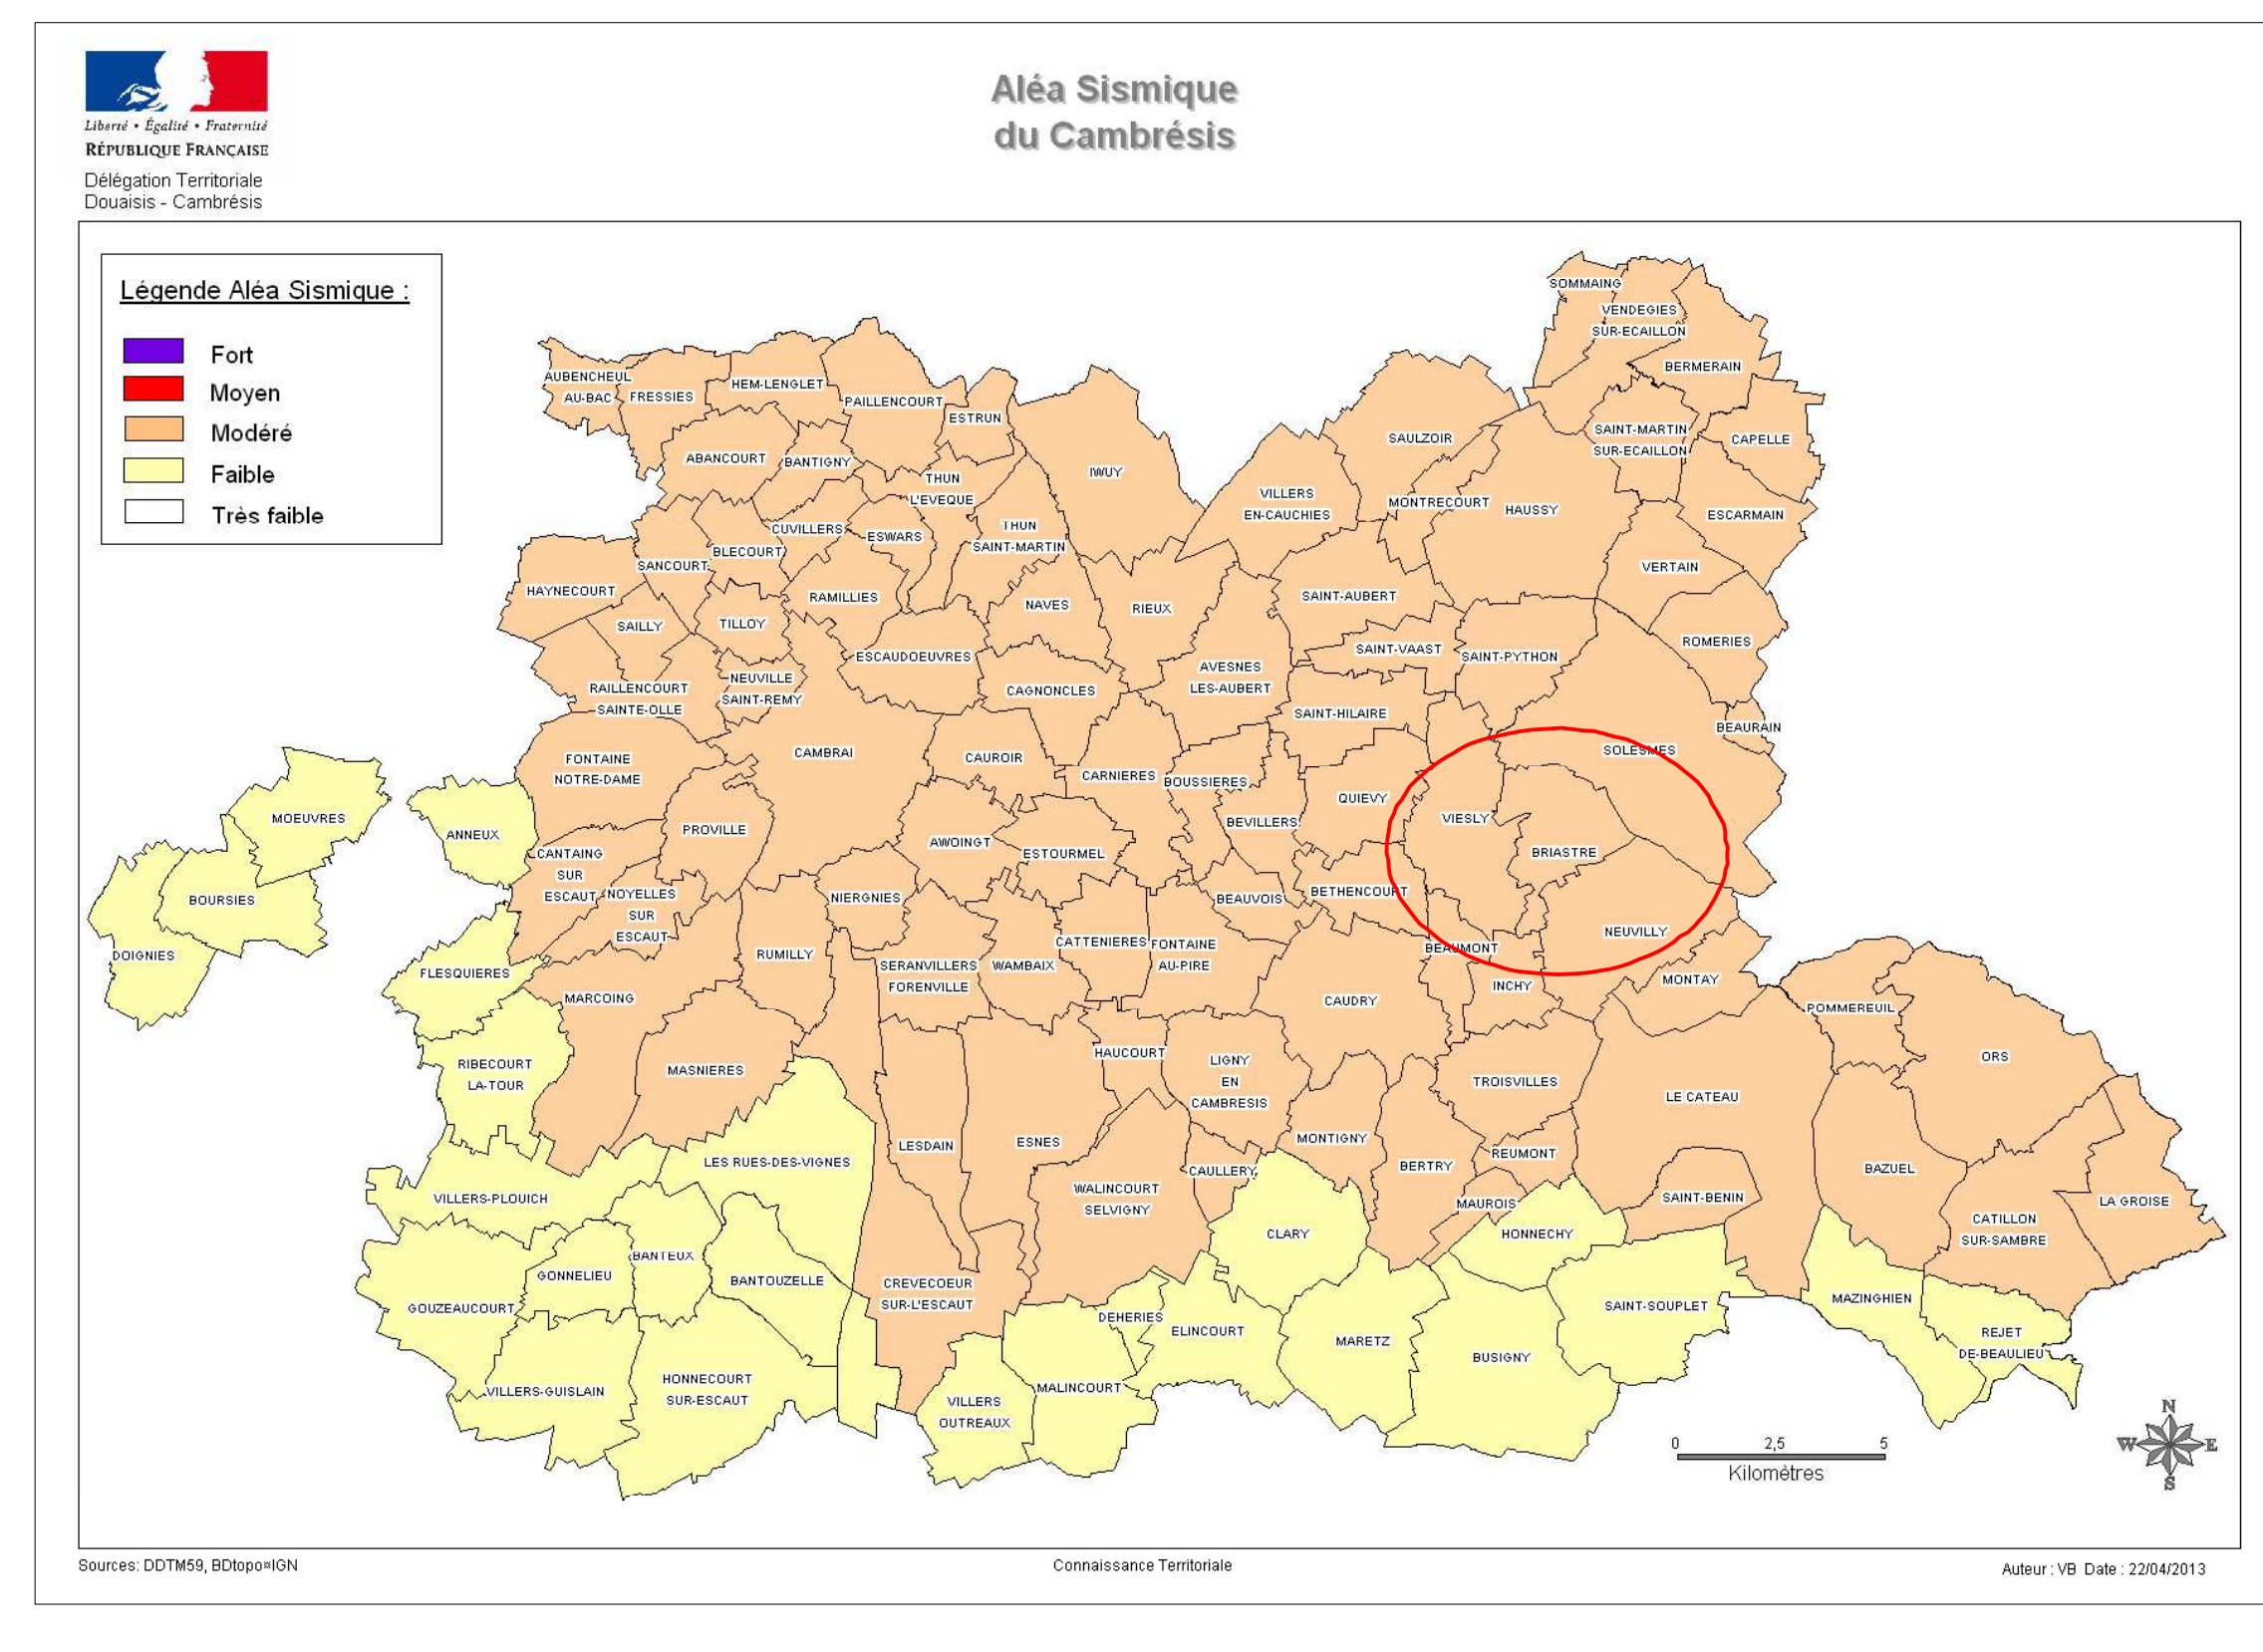 Liberté • Égalité • Fraternité
RÉPUBLIQUE FRANÇAISE
Délégation Territoriale
Douaisis - Cambrésis
Aléa Sismique
du Cambrésis
Légende Aléa Sismique :
Fort
Moyen
Modéré
Faible
Très faible
SOMMAING
VENDEGIES
SUR-ECAILLON
BERMERAIN
AUBENCHEUL
AU-BAC
FRESSIES
HEM-LENGLET
PAILLENCOURT
ESTRUN
SAINT-MARTIN
SUR-ECAILLON
CAPELLE
SAULZOIR
ABANCOURT
BANTIGNY
IWUY
THUN
L'EVEQUE
VILLERS
EN-CAUCHIES
MONTRECOURT
HAUSSY
ESCARMAIN
CUVILLERS
ESWARS
THUN
SAINT-MARTIN
BLECOURT
SANCOURT
VERTAIN
HAYNECOURT
RAMILLIES
NAVES
RIEUX
SAINT-AUBERT
SAILLY
TILLOY
ROMERIES
ESCAUDOEUVRES
SAINT-VAAST
SAINT-PYTHON
AVESNES
LES-AUBERT
NEUVILLE
SAINT-REMY
RAILLENCOURT
SAINTE-OLLE
CAGNONCLES
SAINT-HILAIRE
BEAURAIN
FONTAINE
NOTRE-DAME
CAMBRAI
CAUROIR
CARNIERES
BOUSSIERES
SOLESMES
QUIEVY
MOEUVRES
ANNEUX
PROVILLE
BEVILLERS
VIESLY
CANTAING
SUR
ESCAUT
AWOINGT
ESTOURMEL
BRIASTRE
BOURSIES
NOYELLES
SUR
ESCAUT
NIERGNIES
BEAUVOIS
BETHENCOURT
NEUVILLY
DOIGNIES
FLESQUIERES
RUMILLY
SERANVILLERS
FORENVILLE
WAMBAIX
CATTENIERES
FONTAINE
AU-PIRE
BEAUMONT
INCHY
MONTAY
MARCOING
CAUDRY
POMMEREUIL
RIBECOURT
LA-TOUR
MASNIERES
HAUCOURT
LIGNY
EN
CAMBRESIS
TROISVILLES
LE CATEAU
ORS
LES RUES-DES-VIGNES
LESDAIN
ESNES
MONTIGNY
REUMONT
BERTRY
CAULLERY
BAZUEL
VILLERS-PLOUICH
WALINCOURT
SELVIGNY
MAUROIS
SAINT-BENIN
LA GROISE
CLARY
HONNECHY
CATILLON
SUR-SAMBRE
BANTEUX
GONNELIEU
BANTOUZELLE
CREVECOEUR
SUR-L'ESCAUT
GOUZEAUCOURT
DEHERIES
ELINCOURT
SAINT-SOUPLET
MAZINGHIEN
MARETZ
REJET
DE-BEAULIEU
BUSIGNY
VILLERS-GUISLAIN
HONNECOURT
SUR-ESCAUT
MALINCOURT
VILLERS
OUTREAUX
0 2,5 5
Kilomètres
N
W E
S
Sources: DDTM59, BDtopo¤IGN
Connaissance Territoriale
Auteur : VB Date : 22/04/2013